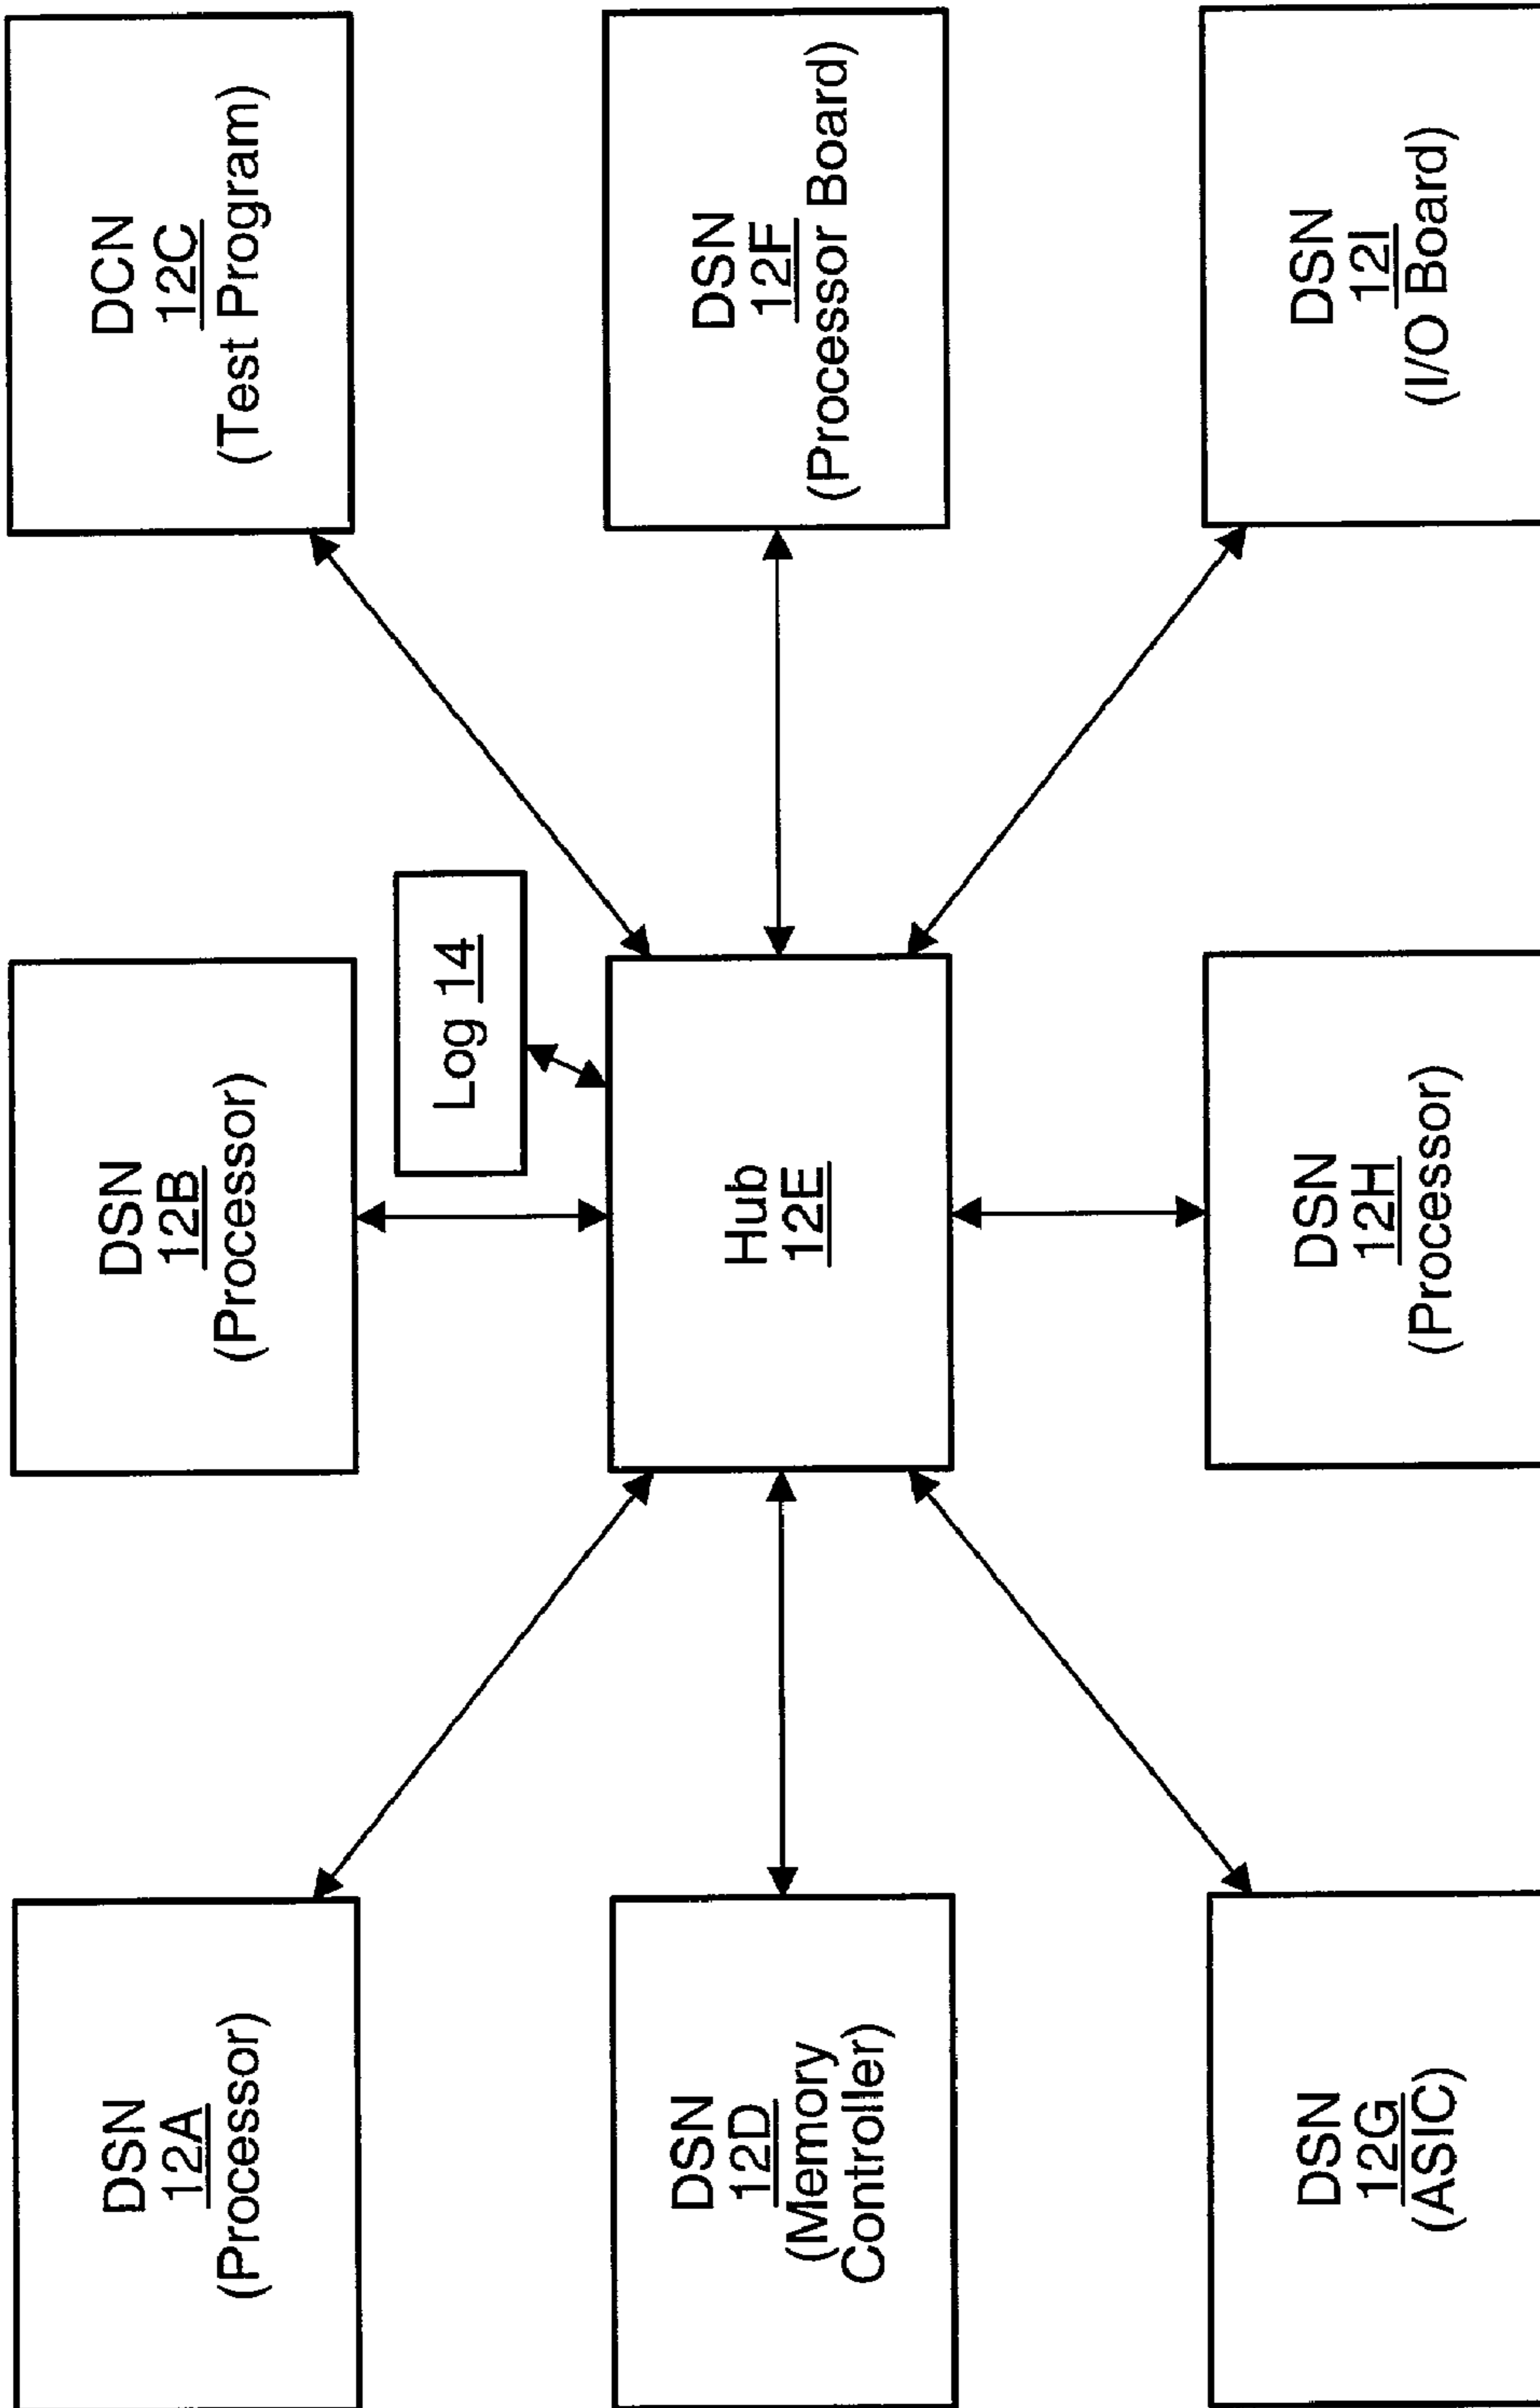 DSN
12A
(Processor)
DSN
12B
(Processor)
DCN
12C
(Test Program)
Log 14
DSN
12D
(Memory
Controller)
Hub
12E
DSN
12F
(Processor Board)
DSN
12G
(ASIC)
DSN
12H
(Processor)
DSN
12I
(I/O Board)